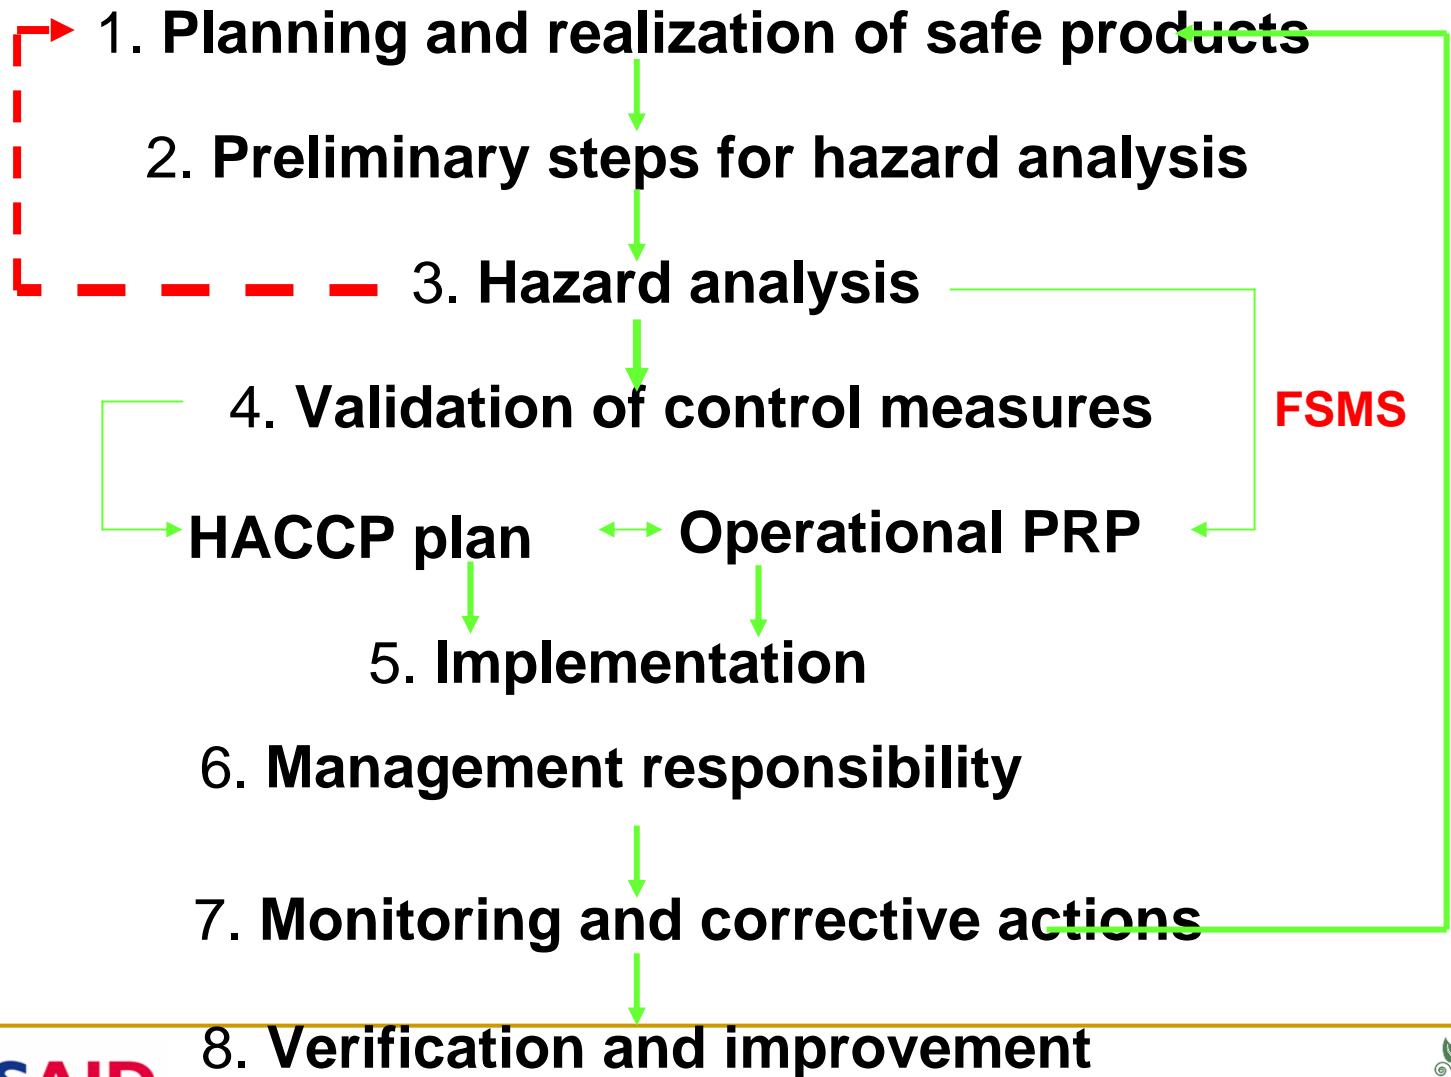 1. Planning and realization of safe products
2. Preliminary steps for hazard analysis
3. Hazard analysis
4. Validation of control measures
FSMS
HACCP plan
Operational PRP
5. Implementation
6. Management responsibility
7. Monitoring and corrective actions
8. Verification and improvement